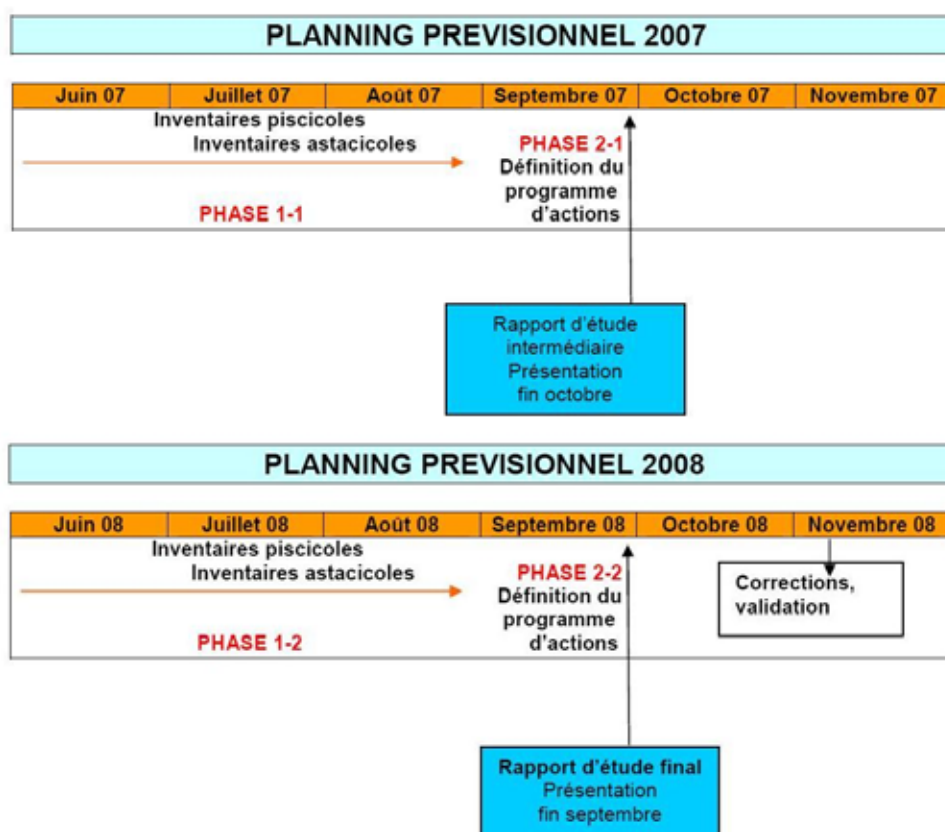 PLANNING PREVISIONNEL 2007
Juin 07 Juillet 07 Août 07 Septembre 07 Octobre 07 Novembre 07
Inventaires piscicoles
Inventaires astacicoles
PHASE 1-1
PHASE 2-1
Définition du
programme
d'actions
Rapport d'étude
intermédiaire
Présentation
fin octobre
PLANNING PREVISIONNEL 2008
Juin 08 Juillet 08 Août 08 Septembre 08 Octobre 08 Novembre 08
Inventaires piscicoles
Inventaires astacicoles
PHASE 1-2
PHASE 2-2
Définition du
programme
d'actions
Corrections,
validation
Rapport d'étude final
Présentation
fin septembre